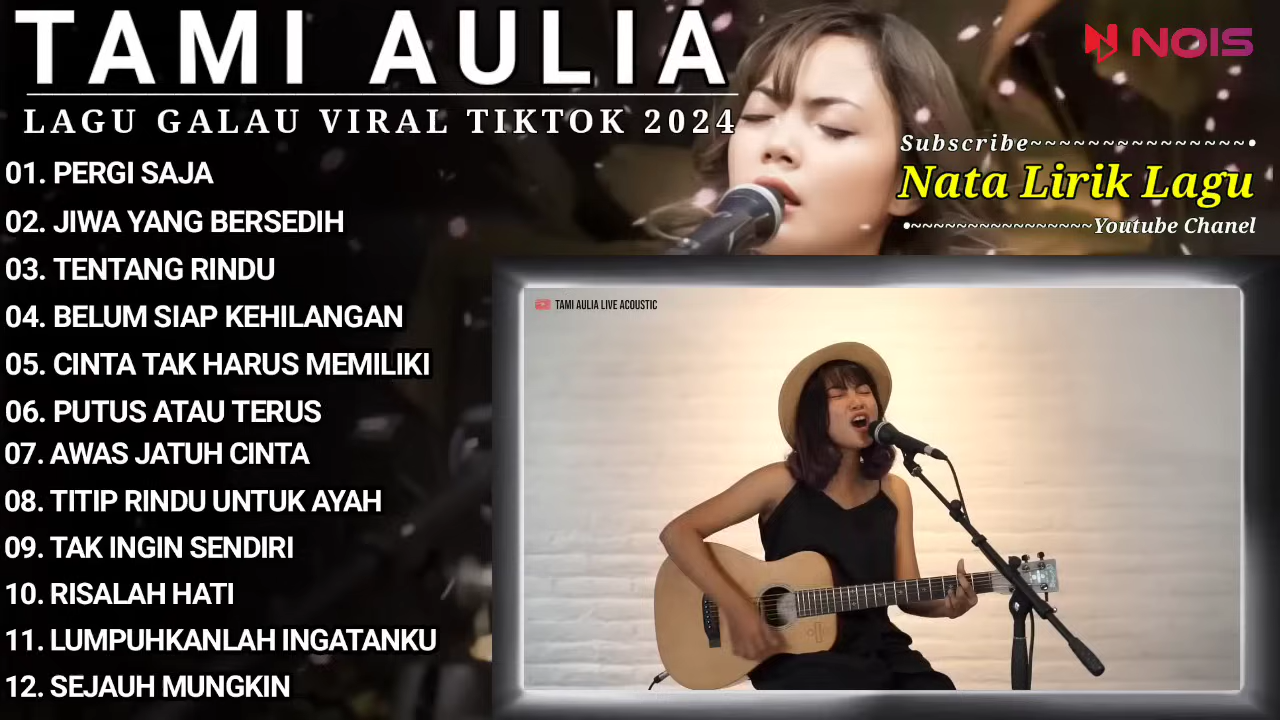 TAMI AULIA
LAGU GALAU VIRAL TIKTOK 2024
NOIS
Subscribe~~~~~~~~~~~~~~~•
Nata Lirik Lagu
•~~~~~~~~~~~~~~~~Youtube Chanel
01. PERGI SAJA
02. JIWA YANG BERSEDIH
03. TENTANG RINDU
04. BELUM SIAP KEHILANGAN
05. CINTA TAK HARUS MEMILIKI
06. PUTUS ATAU TERUS
07. AWAS JATUH CINTA
08. TITIP RINDU UNTUK AYAH
09. TAK INGIN SENDIRI
10. RISALAH HATI
11. LUMPUHKANLAH INGATANKU
12. SEJAUH MUNGKIN
TAMI AULIA LIVE ACOUSTIC